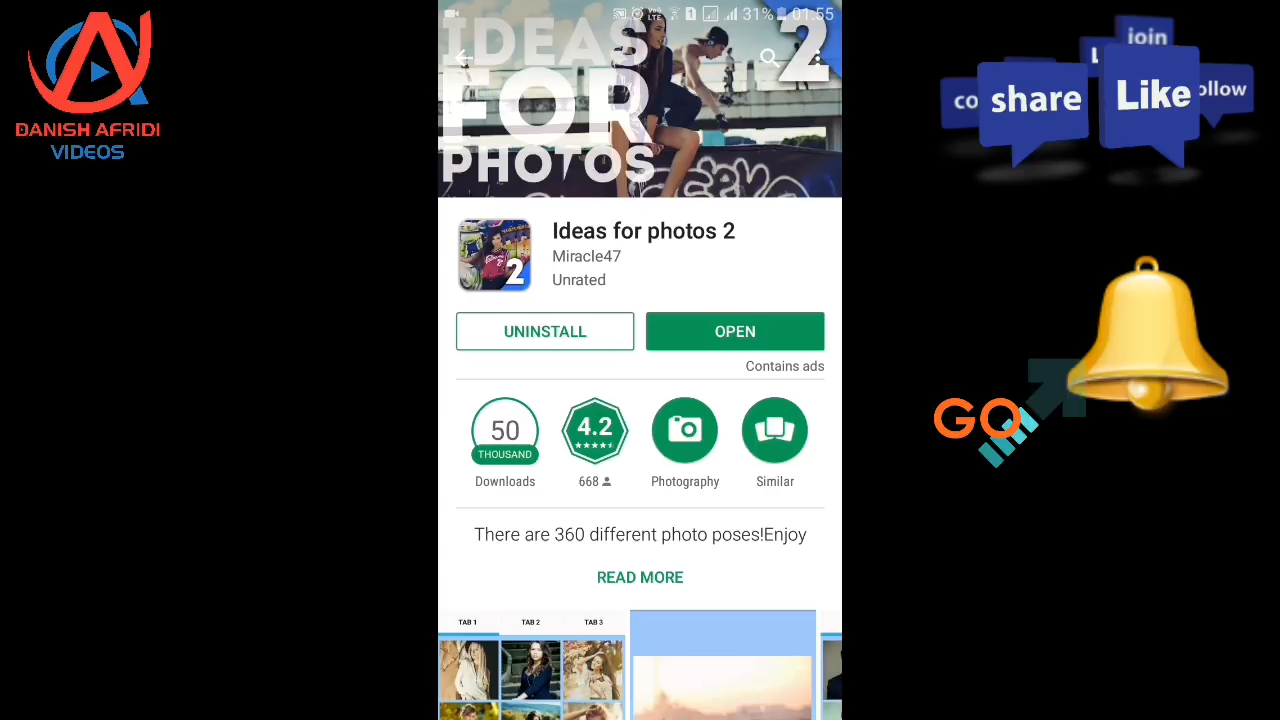 DANISH AFRIDI
VIDEOS
31% 01.55
IDEAS
FOR
PHOTOS
2
Ideas for photos 2
Miracle47
Unrated
2
UNINSTALL
OPEN
Contains ads
50
THOUSAND
4.2
Downloads
668
Photography
Similar
There are 360 different photo poses!Enjoy
READ MORE
TAB 1
TAB 2
TAB 3
join
share
Like
GO